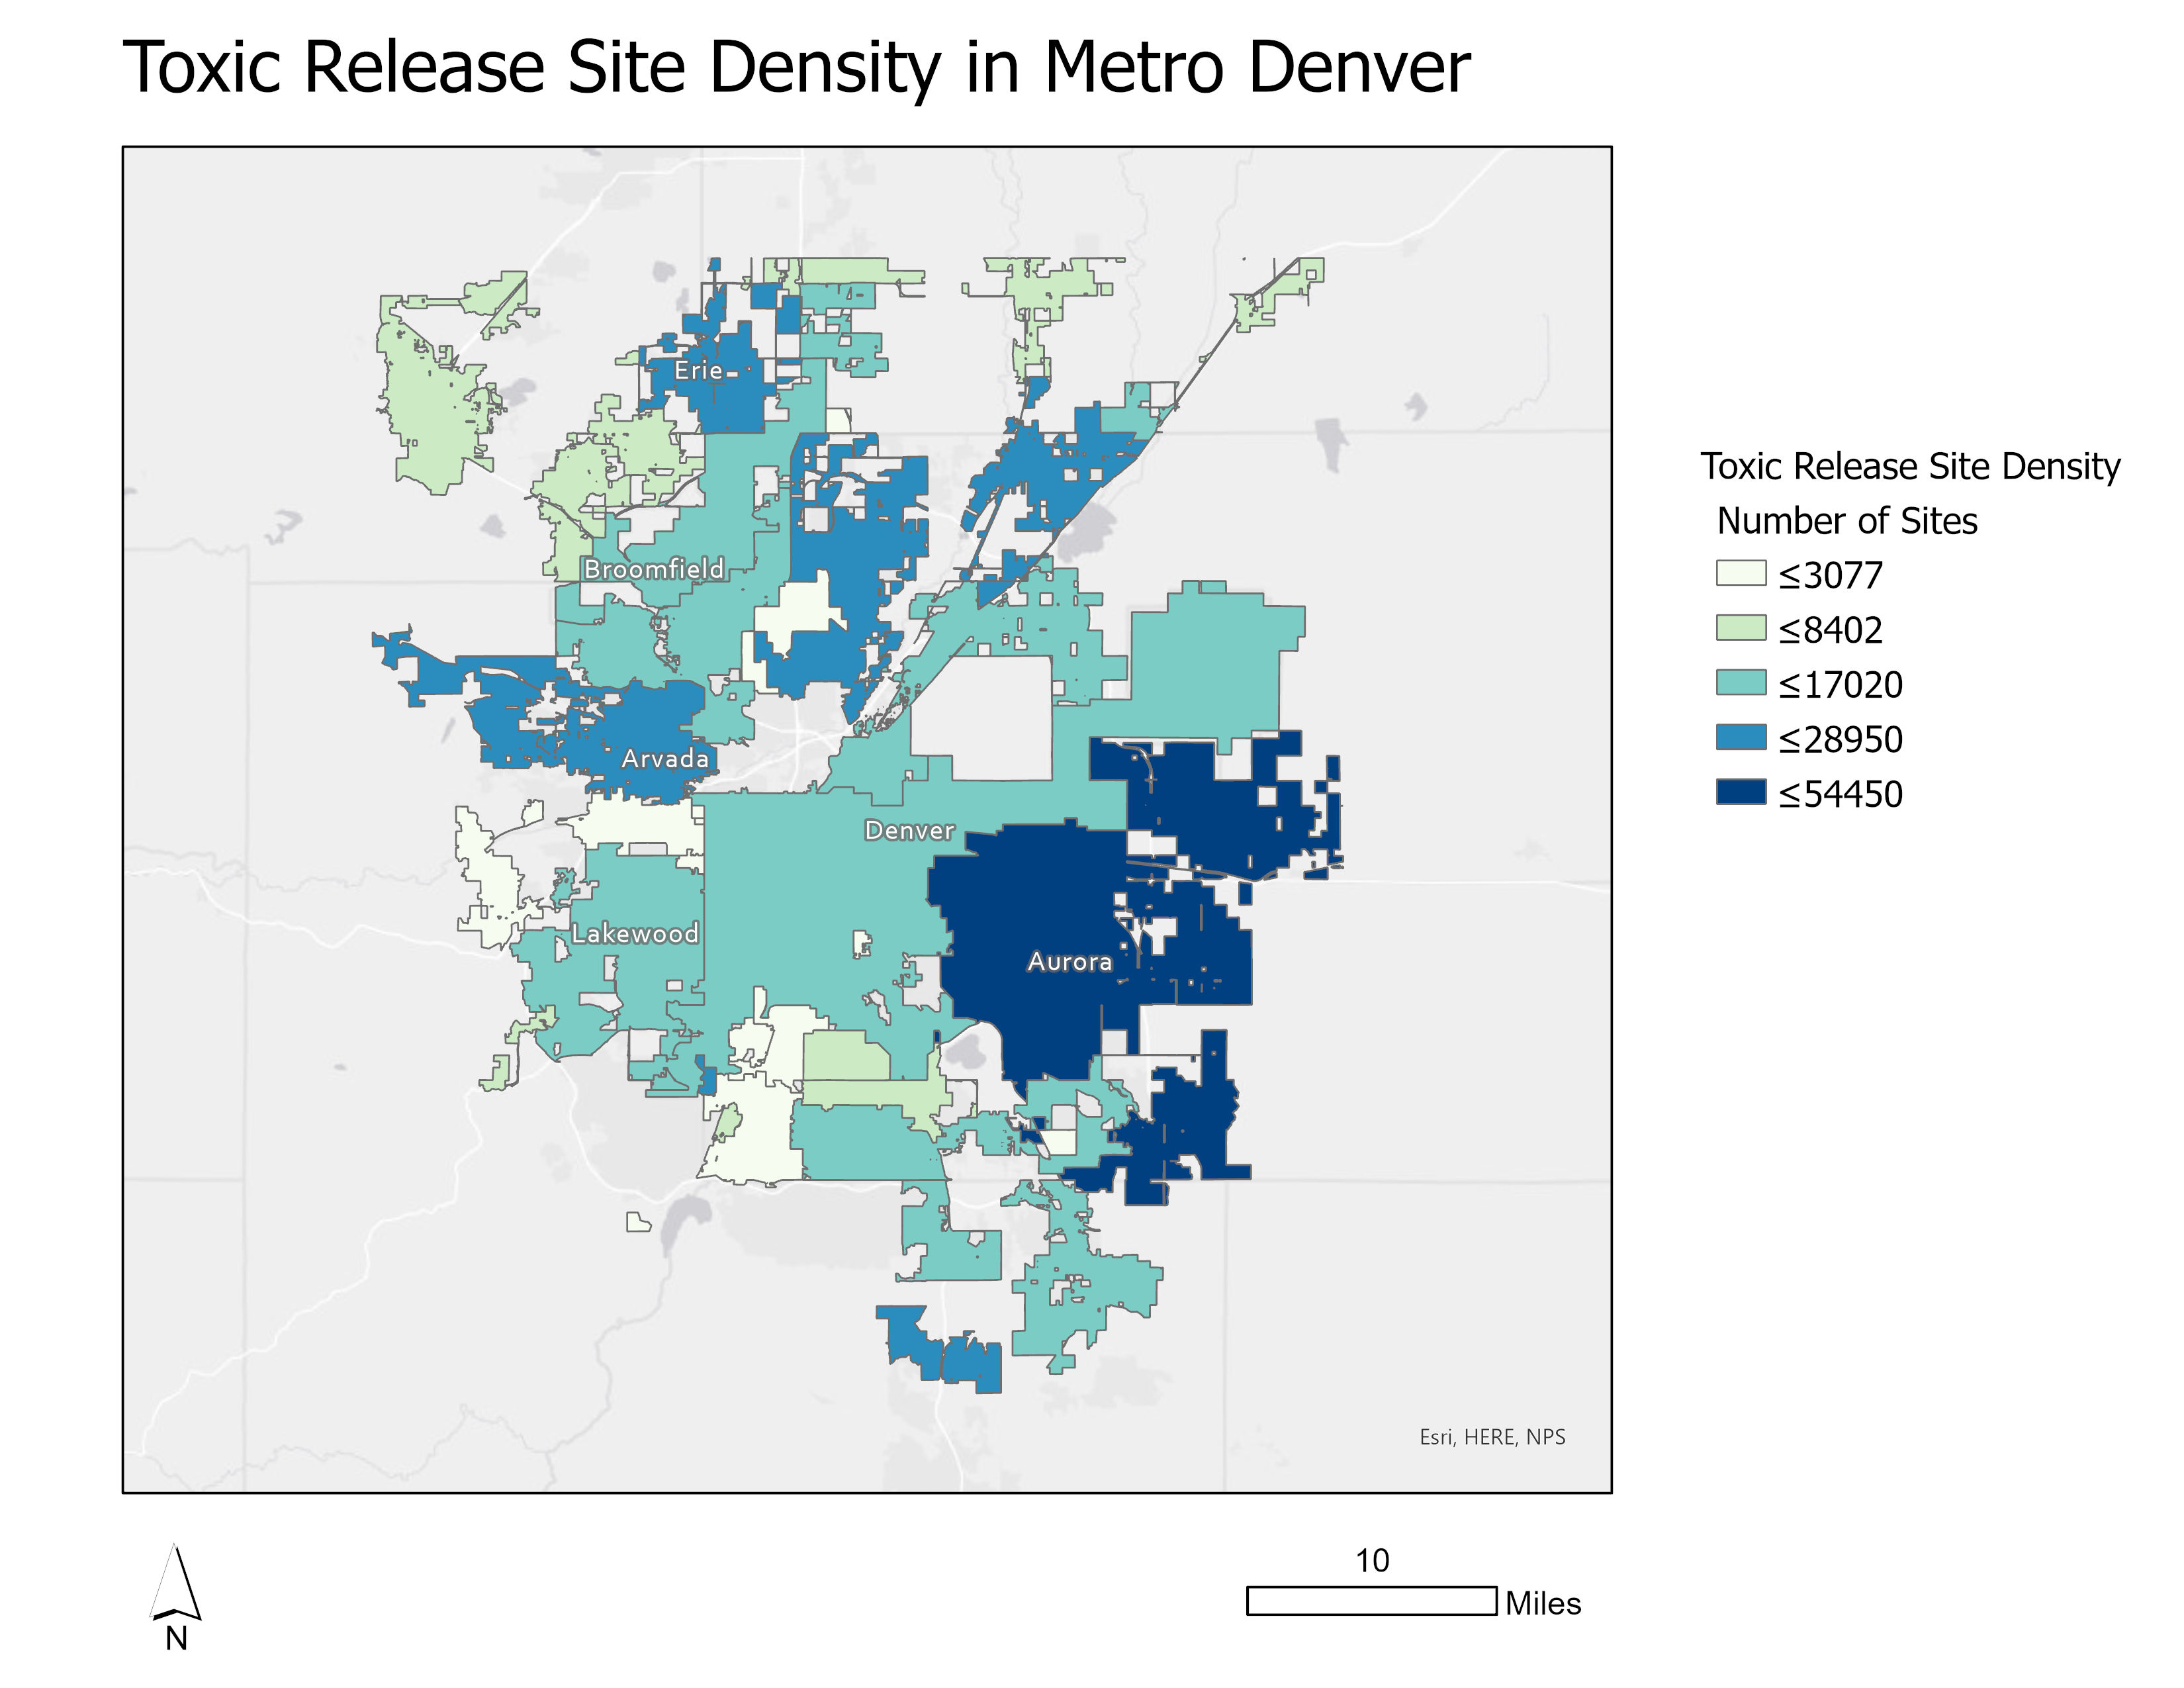 Toxic Release Site Density in Metro Denver
Erie
Broomfield
Arvada
Denver
Lakewood
Aurora
Esri, HERE, NPS
Toxic Release Site Density
Number of Sites
≤3077
≤8402
≤17020
≤28950
≤54450
N
10
Miles